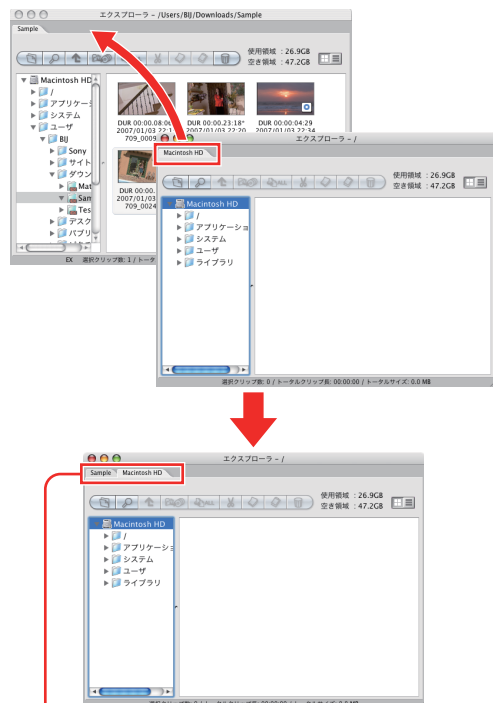 エクスプローラ – /Users/BIJ/Downloads/Sample
Sample
使用領域 : 26.9GB
空き領域 : 47.2GB
Macintosh HD
/
アプリケーシ
システム
ユーザ
BIJ
Sony
サイト
ダウン
Mat
Sam
Tes
デスク
パブリ
DUR 00:00:08:06
2007/01/03 22:1
709_0009
DUR 00:00:23:18*
2007/01/03 22:20
DUR 00:00:04:29
2007/01/03 22:34
DUR 00:00:
2007/01/03
709_0024
EX 選択クリップ数: 1 / トータ
エクスプローラ – /
Macintosh HD
ALL
使用領域 : 26.9GB
空き領域 : 47.2GB
Macintosh HD
/
アプリケーショ
システム
ユーザ
ライブラリ
選択クリップ数: 0 / トータルクリップ長: 00:00:00 / トータルサイズ: 0.0 MB
エクスプローラ – /
Sample Macintosh HD
ALL
使用領域 : 26.9GB
空き領域 : 47.2GB
Macintosh HD
/
アプリケーショ
システム
ユーザ
ライブラリ